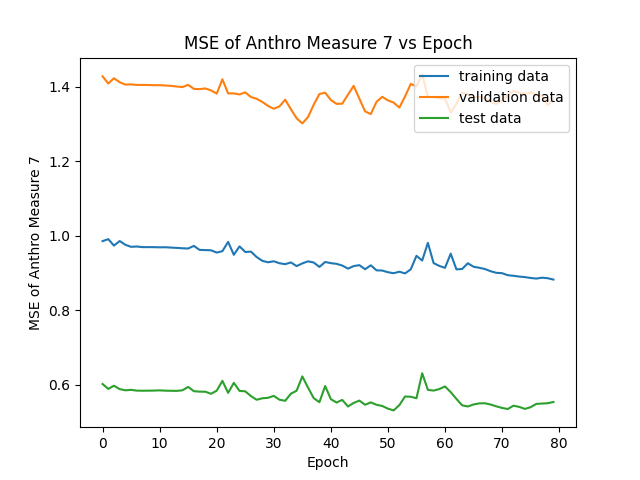 MSE of Anthro Measure 7 vs Epoch
training data
validation data
test data
MSE of Anthro Measure 7
1.4
1.2
1.0
0.8
0.6
0
10
20
30
40
50
60
70
80
Epoch